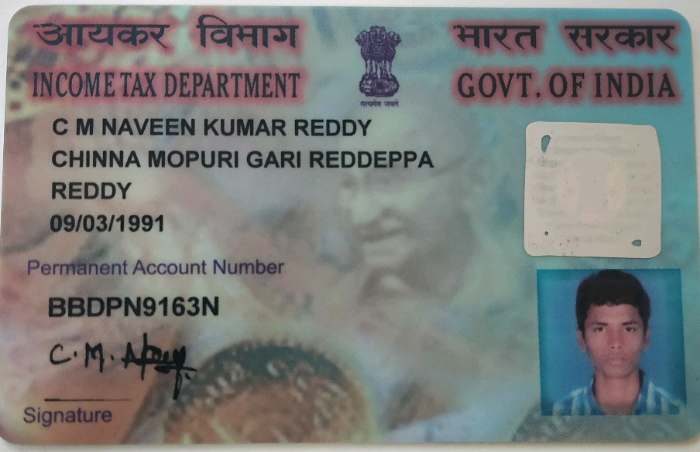 आयकर विभाग
भारत सरकार
INCOME TAX DEPARTMENT
GOVT. OF INDIA
सत्यमेव जयते
C M NAVEEN KUMAR REDDY
CHINNA MOPURI GARI REDDEPPA
REDDY
09/03/1991
Permanent Account Number
BBDPN9163N
C. M.
Signature